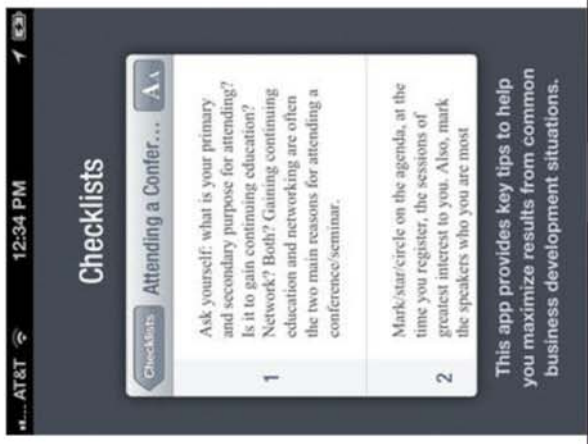 AT&T 12:34 PM
Checklists
Checklists Attending a Confer... AA
1 Ask yourself: what is your primary
and secondary purpose for attending?
Is it to gain continuing education?
Network? Both? Gaining continuing
education and networking are often
the two main reasons for attending a
conference/seminar.
2 Mark/star/circle on the agenda, at the
time you register, the sessions of
greatest interest to you. Also, mark
the speakers who you are most
This app provides key tips to help
you maximize results from common
business development situations.